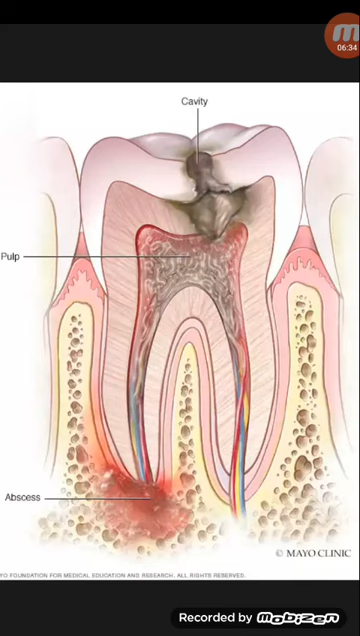 06:34
Cavity
Pulp
Abscess
© MAYO CLINIC
YO FOUNDATION FOR MEDICAL EDUCATION AND RESEARCH. ALL RIGHTS RESERVED.
Recorded by Mobizen